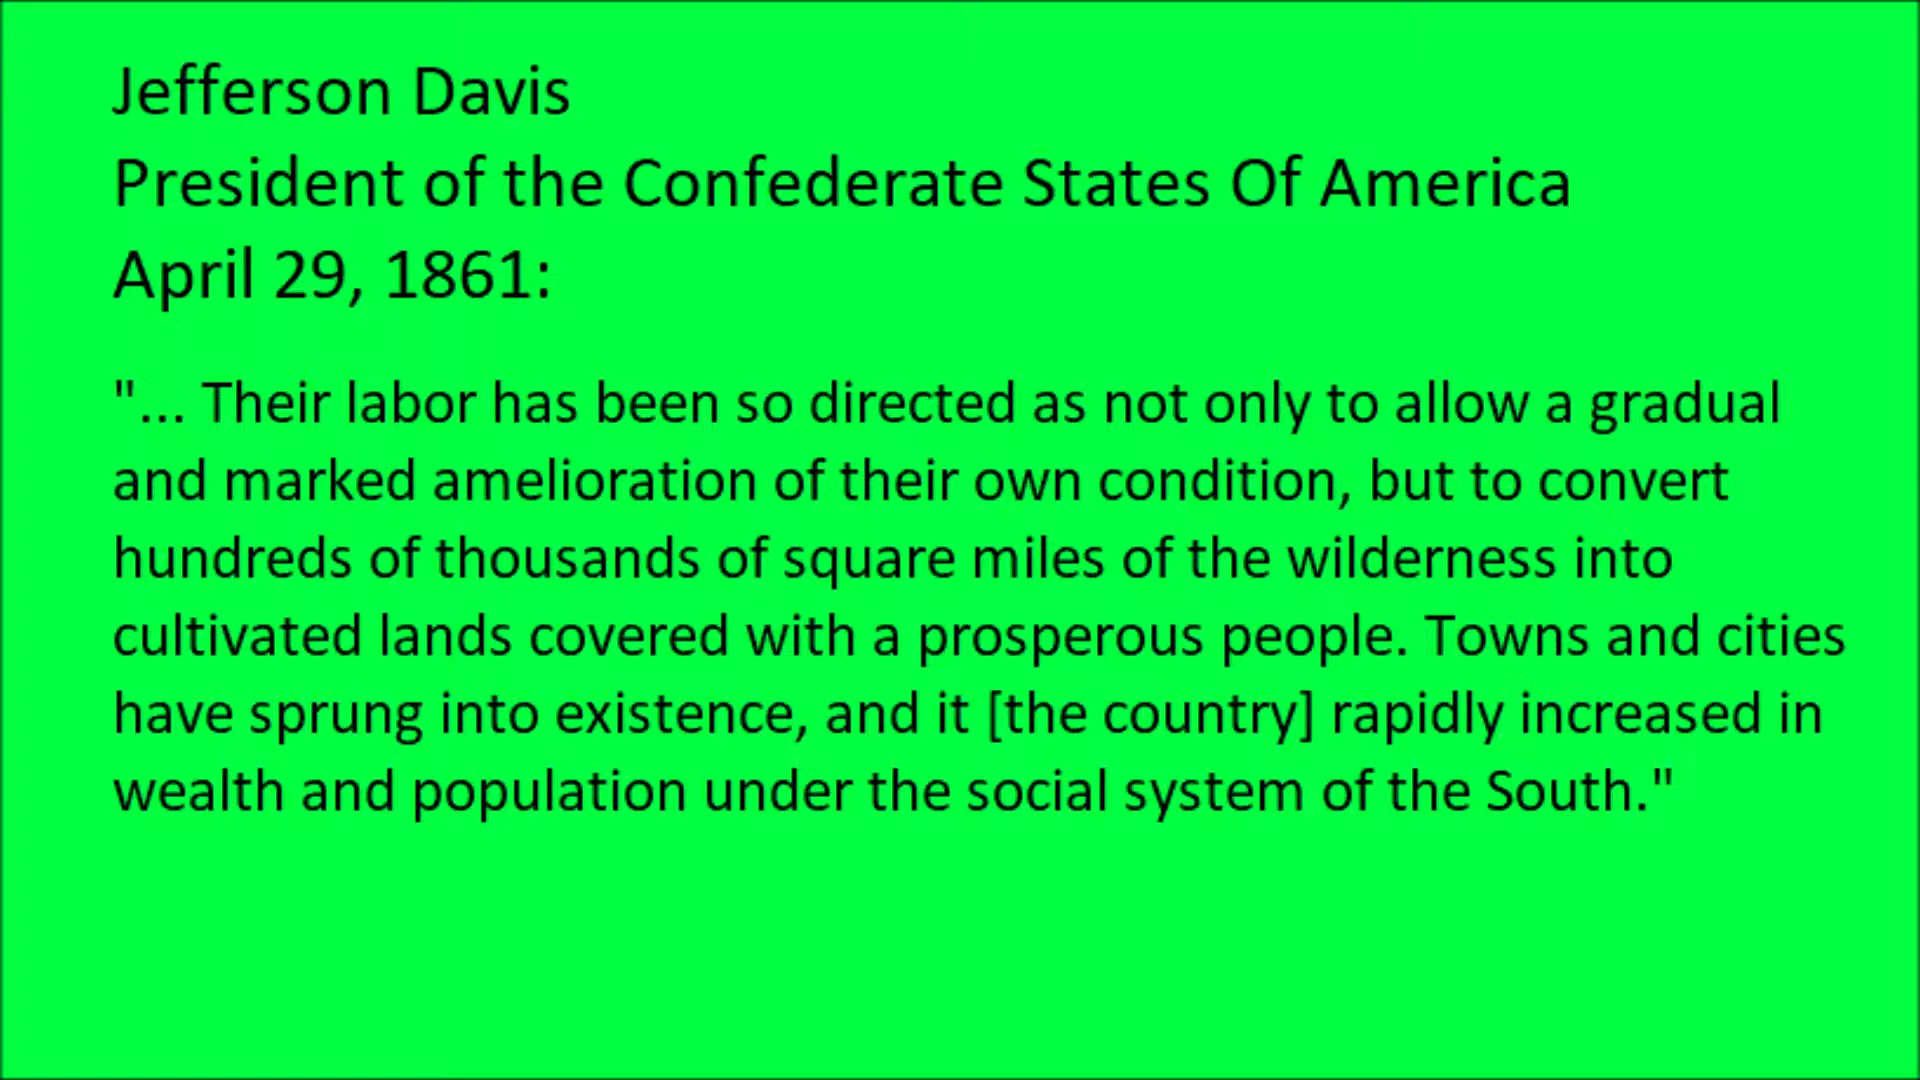 Jefferson Davis
President of the Confederate States Of America
April 29, 1861:
"... Their labor has been so directed as not only to allow a gradual
and marked amelioration of their own condition, but to convert
hundreds of thousands of square miles of the wilderness into
cultivated lands covered with a prosperous people. Towns and cities
have sprung into existence, and it [the country] rapidly increased in
wealth and population under the social system of the South."